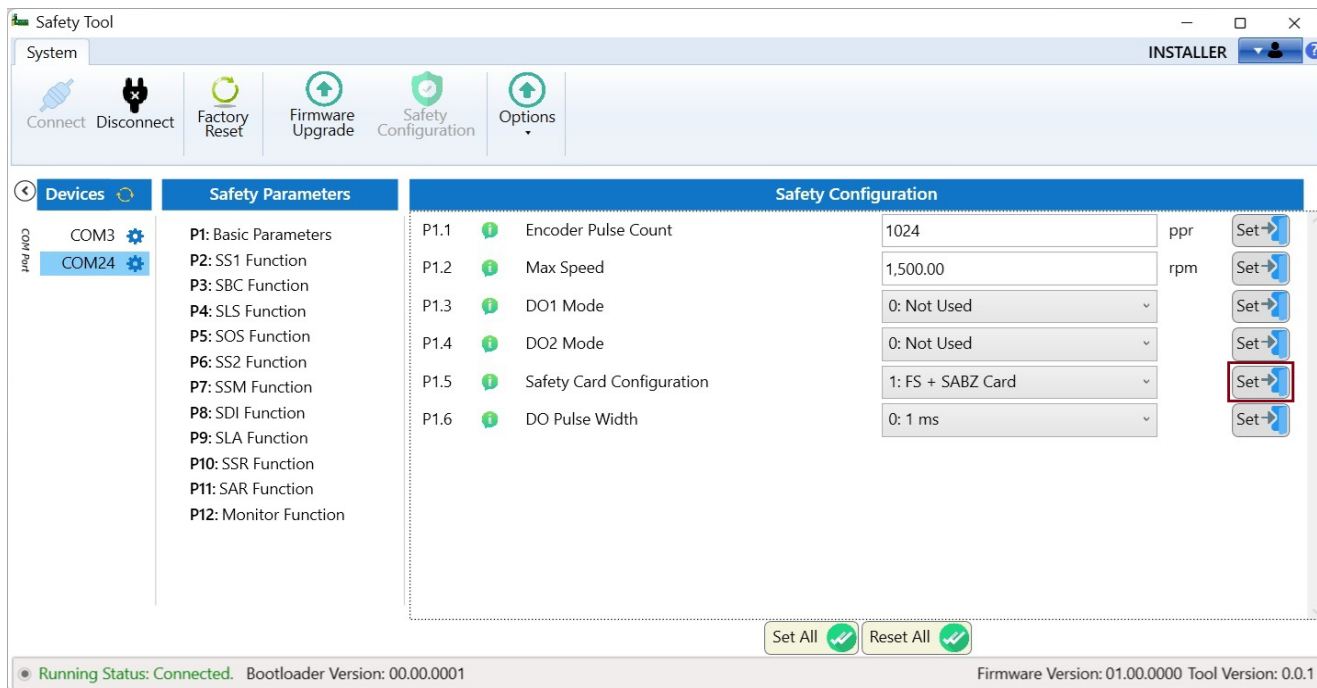 Safety Tool
System
INSTALLER
Connect
Disconnect
Factory
Reset
Firmware
Upgrade
Safety
Configuration
Options
Devices
COM Port
COM3
COM24
Safety Parameters
P1: Basic Parameters
P2: SS1 Function
P3: SBC Function
P4: SLS Function
P5: SOS Function
P6: SS2 Function
P7: SSM Function
P8: SDI Function
P9: SLA Function
P10: SSR Function
P11: SAR Function
P12: Monitor Function
Safety Configuration
P1.1 Encoder Pulse Count 1024 ppr Set
P1.2 Max Speed 1,500.00 rpm Set
P1.3 DO1 Mode 0: Not Used Set
P1.4 DO2 Mode 0: Not Used Set
P1.5 Safety Card Configuration 1: FS + SABZ Card Set
P1.6 DO Pulse Width 0: 1 ms Set
Set All Reset All
Running Status: Connected. Bootloader Version: 00.00.0001 Firmware Version: 01.00.0000 Tool Version: 0.0.1